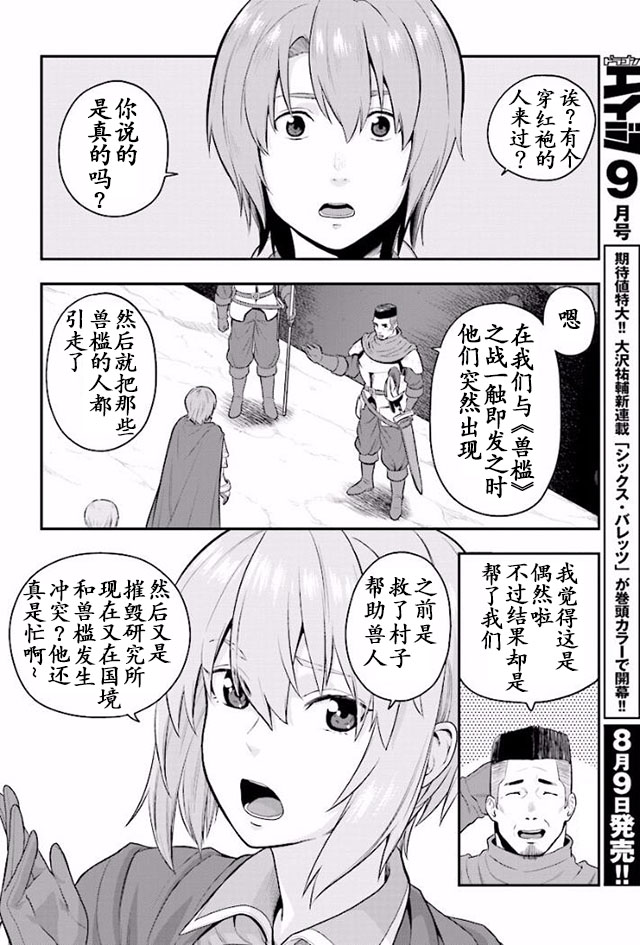 诶？有个
穿红袍的
人来过？
你说的
是真的吗？
嗯
在我们与《兽槛》
之战一触即发之时
他们突然出现
然后就把那些
兽槛的人都
引走了
我觉得这是
偶然啦
不过结果却是
帮了我们
之前是
救了村子
帮助兽人
然后又是
摧毁研究所
现在又在国境
和兽槛发生
冲突？他还
真是忙啊~
エイジ
9
月号
期待値特大!! 大沢祐輔新連載「シックス・バレッツ」が巻頭カラーで開幕!!
8月9日発売!!